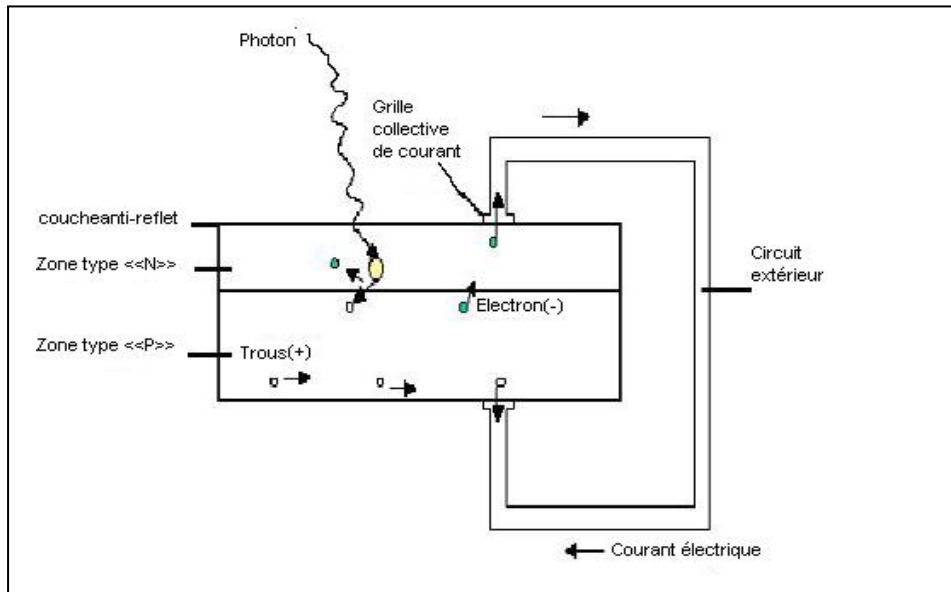 Photon
Grille
collective
de courant
coucheanti-reflet
Zone type <<N>>
Circuit
extérieur
Electron(-)
Zone type <<P>>
Trous(+)
Courant électrique